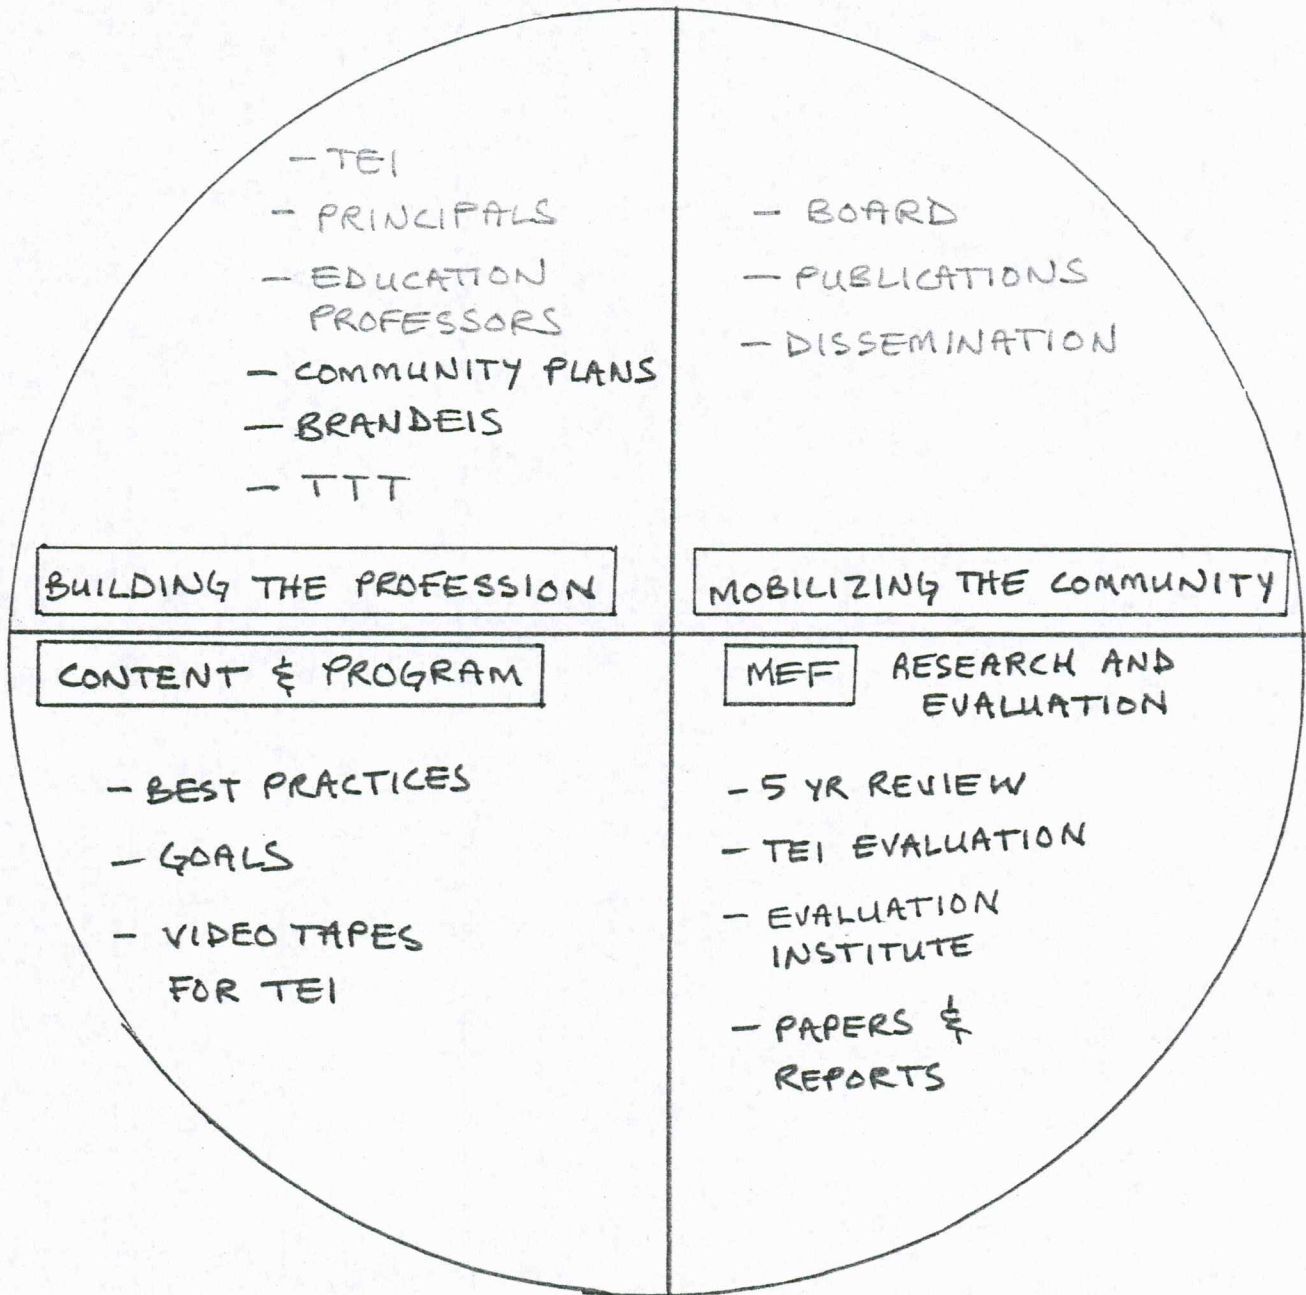 - TEI
- PRINCIPALS
- EDUCATION
PROFESSORS
- COMMUNITY PLANS
- BRANDEIS
- TTT
BUILDING THE PROFESSION
- BOARD
- PUBLICATIONS
- DISSEMINATION
MOBILIZING THE COMMUNITY
CONTENT & PROGRAM
- BEST PRACTICES
- GOALS
- VIDEO TAPES
FOR TEI
MEF RESEARCH AND
EVALUATION
- 5 YR REVIEW
- TEI EVALUATION
- EVALUATION
INSTITUTE
- PAPERS &
REPORTS